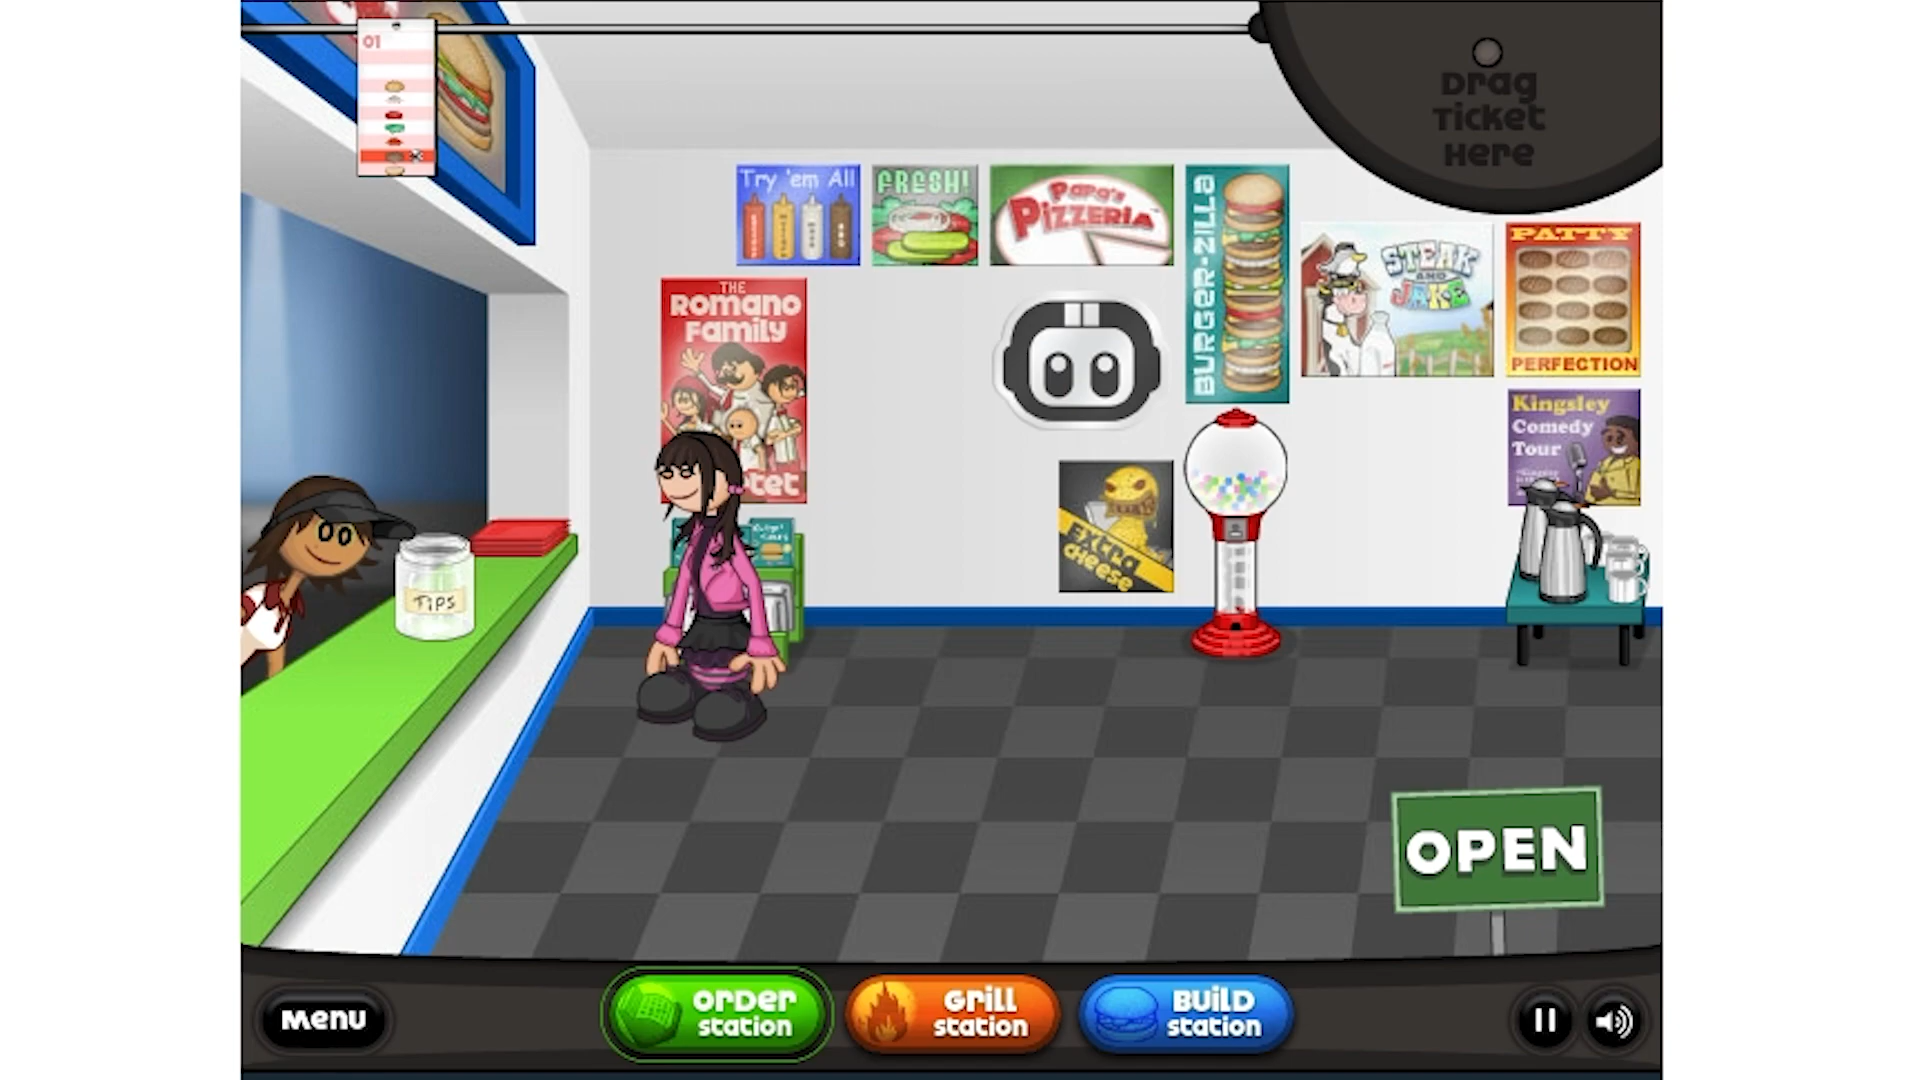 01
Drag
Ticket
Here
Try 'em All
FRESH!
Papa's
Pizzeria
BURGER-ZILLA
STEAK
AND
JAKE
PATTY
PERFECTION
THE
Romano
Family
tet
Kingsley
Comedy
Tour
EXTRA
CHEESE
TIPS
OPEN
Menu
Order
Station
Grill
Station
Build
Station